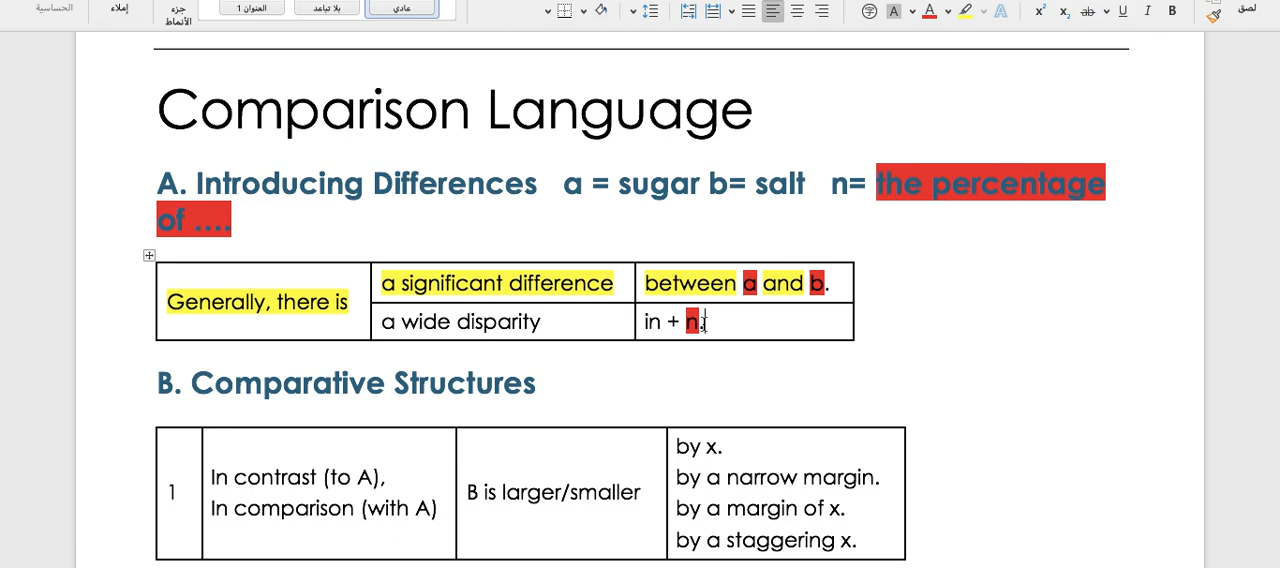 الحساسية
إملاء
جزء
الأنماط
العنوان 1
بلا تباعد
عادي
A
A
A
x²
x₂
ab
U
I
B
لصق
Comparison Language
A. Introducing Differences a = sugar b= salt n= the percentage
of ....
Generally, there is
a significant difference
between a and b.
a wide disparity
in + n.
B. Comparative Structures
1
In contrast (to A),
In comparison (with A)
B is larger/smaller
by x.
by a narrow margin.
by a margin of x.
by a staggering x.